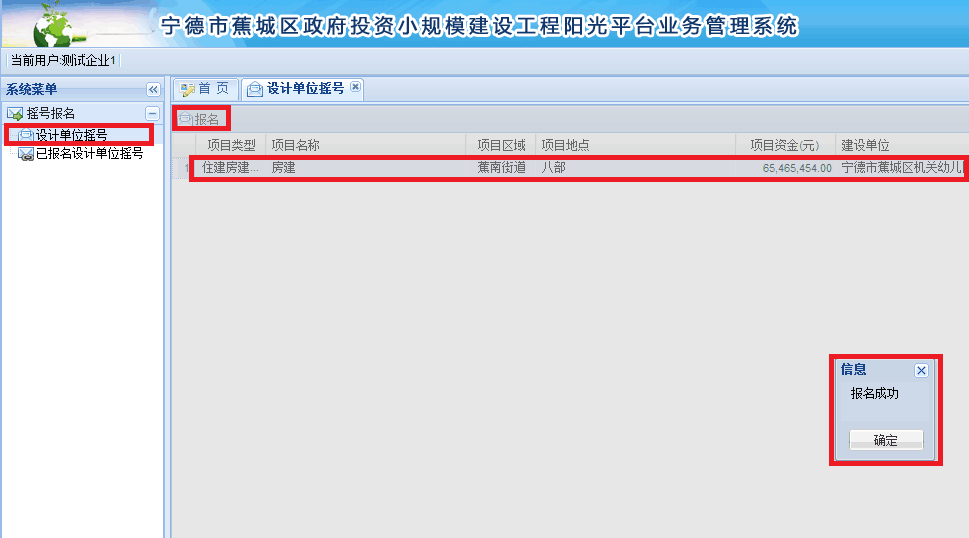 宁德市蕉城区政府投资小规模建设工程阳光平台业务管理系统
当前用户:测试企业1
系统菜单
摇号报名
设计单位摇号
已报名设计单位摇号
首 页 设计单位摇号
报名
项目类型 项目名称 项目区域 项目地点 项目资金(元) 建设单位
1 住建房建... 房建 蕉南街道 八部 65,465,454.00 宁德市蕉城区机关幼儿
信息
报名成功
确定